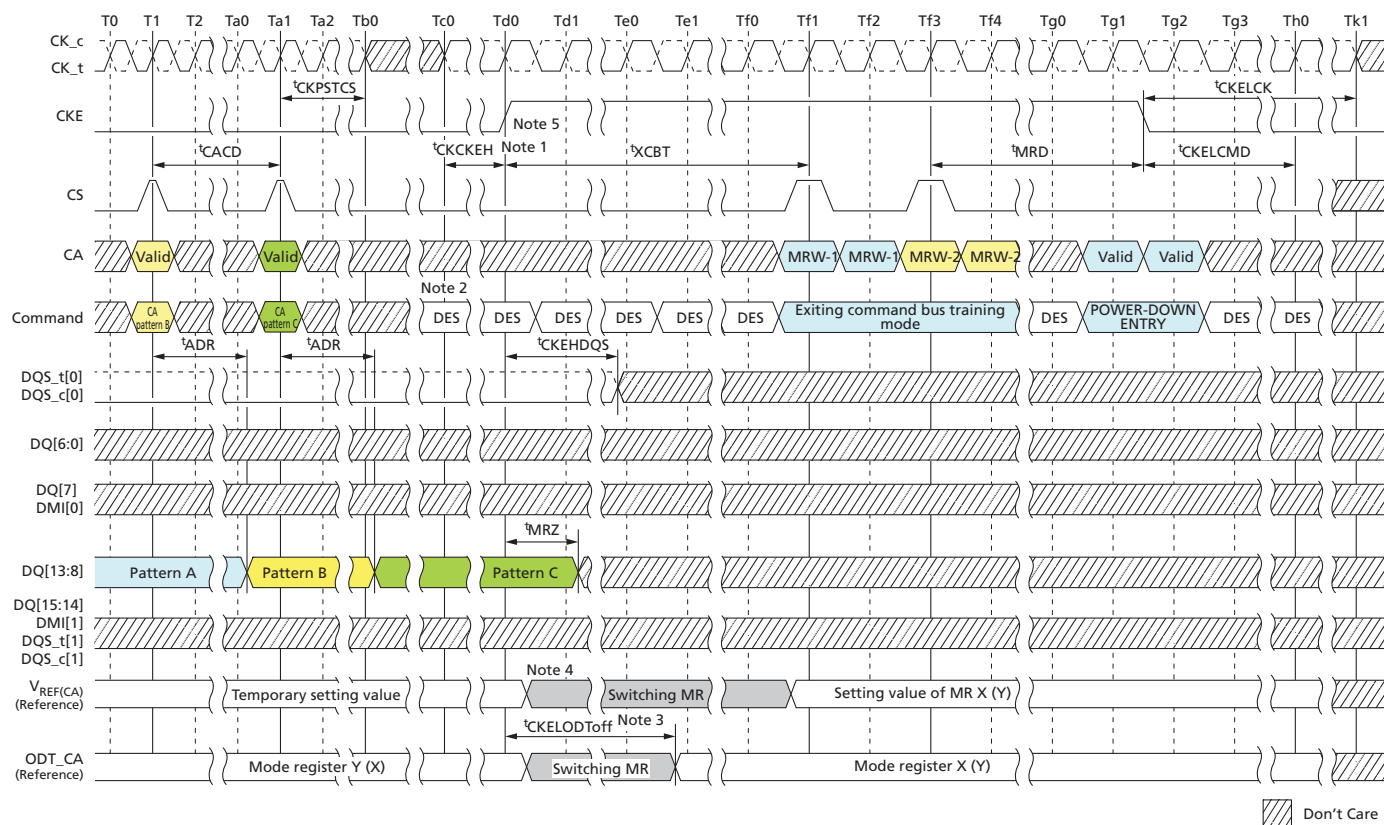 T0 T1 T2 Ta0 Ta1 Ta2 Tb0 Tc0 Td0 Td1 Te0 Te1 Tf0 Tf1 Tf2 Tf3 Tf4 Tg0 Tg1 Tg2 Tg3 Th0 Tk1
CK_c
CK_t
tCKPSTCS
tCKELCK
CKE
Note 5
tCACD
tCKCKEH
Note 1
tXCBT
tMRD
tCKELCMD
CS
CA
Valid Valid MRW-1 MRW-1 MRW-2 MRW-2 Valid Valid
Note 2
Command
CA pattern B
CA pattern C
DES DES DES DES DES DES
Exiting command bus training mode
DES
POWER-DOWN ENTRY
DES DES
tADR tADR tCKEHDQS
DQS_t[0]
DQS_c[0]
DQ[6:0]
DQ[7]
DMI[0]
tMRZ
DQ[13:8]
Pattern A Pattern B Pattern C
DQ[15:14]
DMI[1]
DQS_t[1]
DQS_c[1]
Note 4
VREF(CA)
(Reference)
Temporary setting value Switching MR Setting value of MR X (Y)
tCKELODToff Note 3
ODT_CA
(Reference)
Mode register Y (X) Switching MR Mode register X (Y)
Don't Care